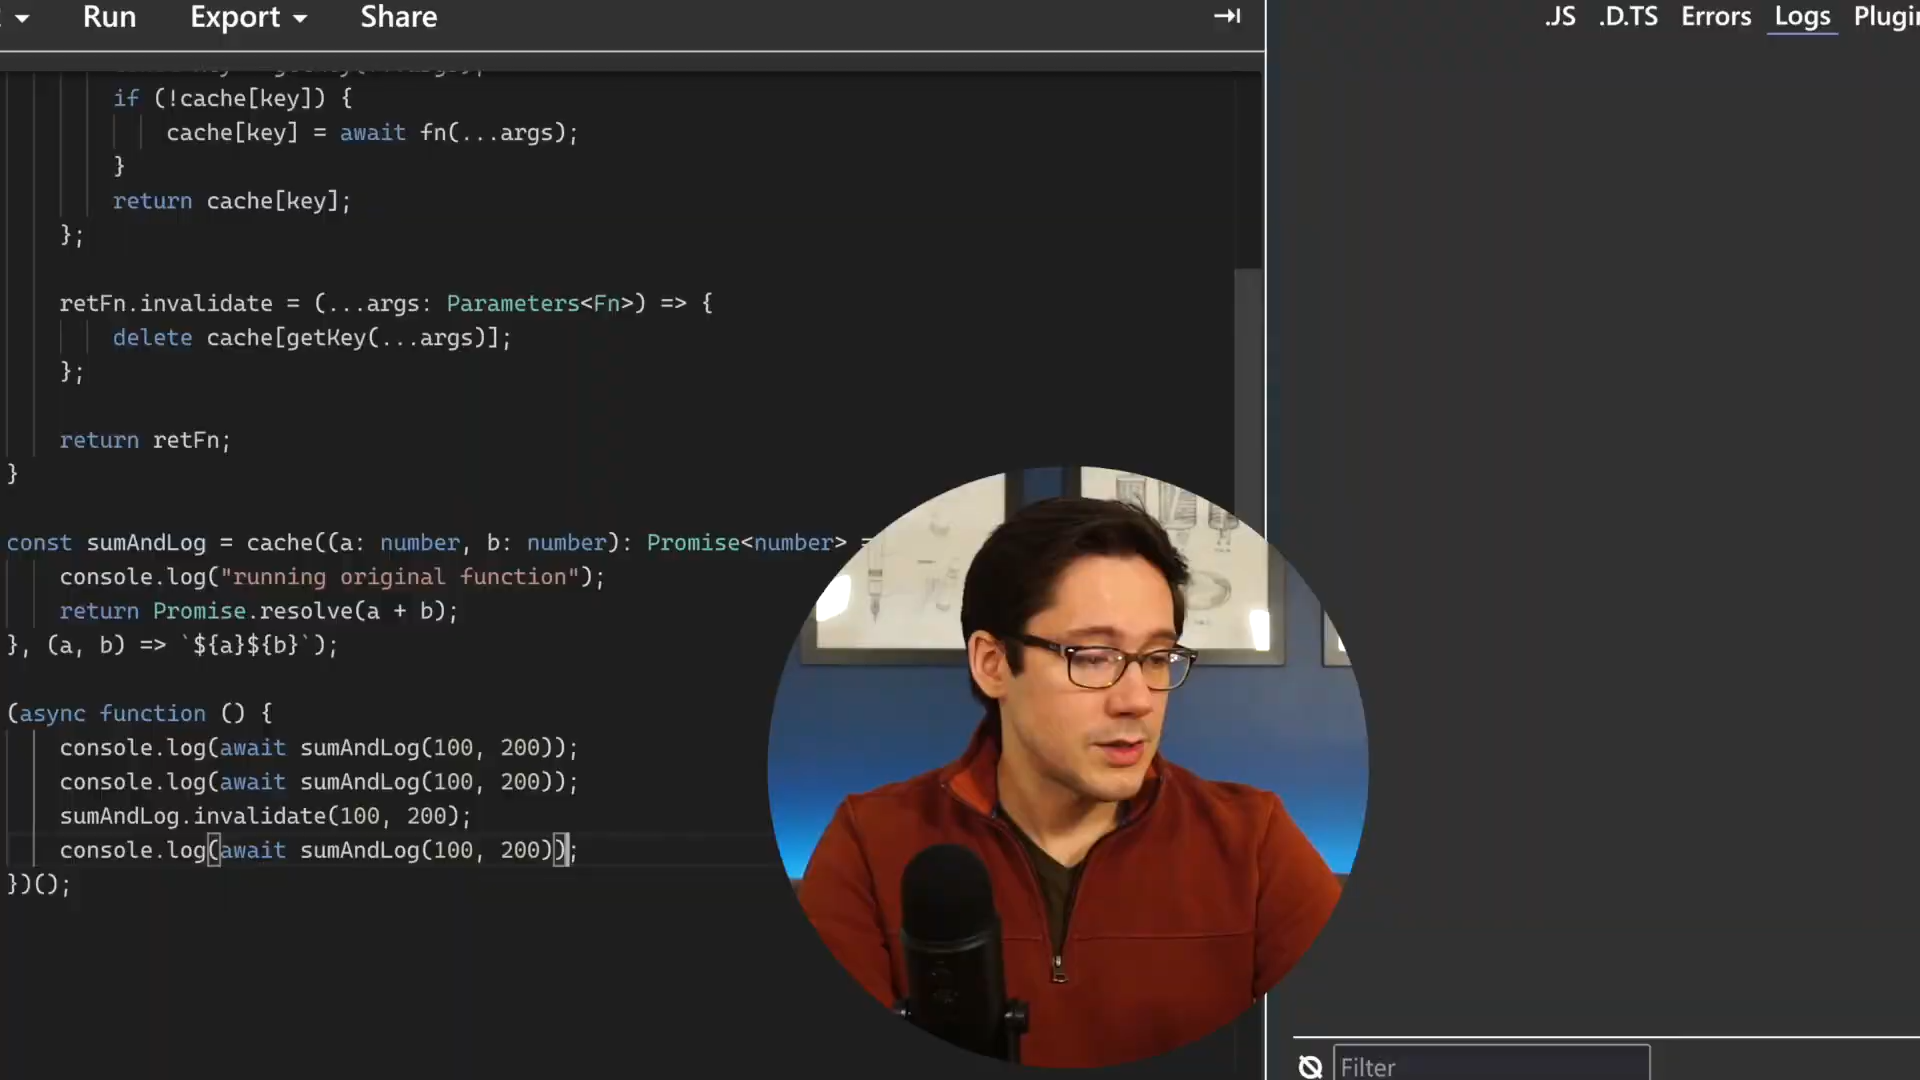 Run Export Share
.JS .D.TS Errors Logs
if (!cache[key]) {
cache[key] = await fn(...args);
}
return cache[key];
};
retFn.invalidate = (...args: Parameters<Fn>) => {
delete cache[getKey(...args)];
};
return retFn;
}
const sumAndLog = cache((a: number, b: number): Promise<number> =
console.log("running original function");
return Promise.resolve(a + b);
}, (a, b) => `${a}${b}`);
(async function () {
console.log(await sumAndLog(100, 200));
console.log(await sumAndLog(100, 200));
sumAndLog.invalidate(100, 200);
console.log(await sumAndLog(100, 200));
})();
Filter